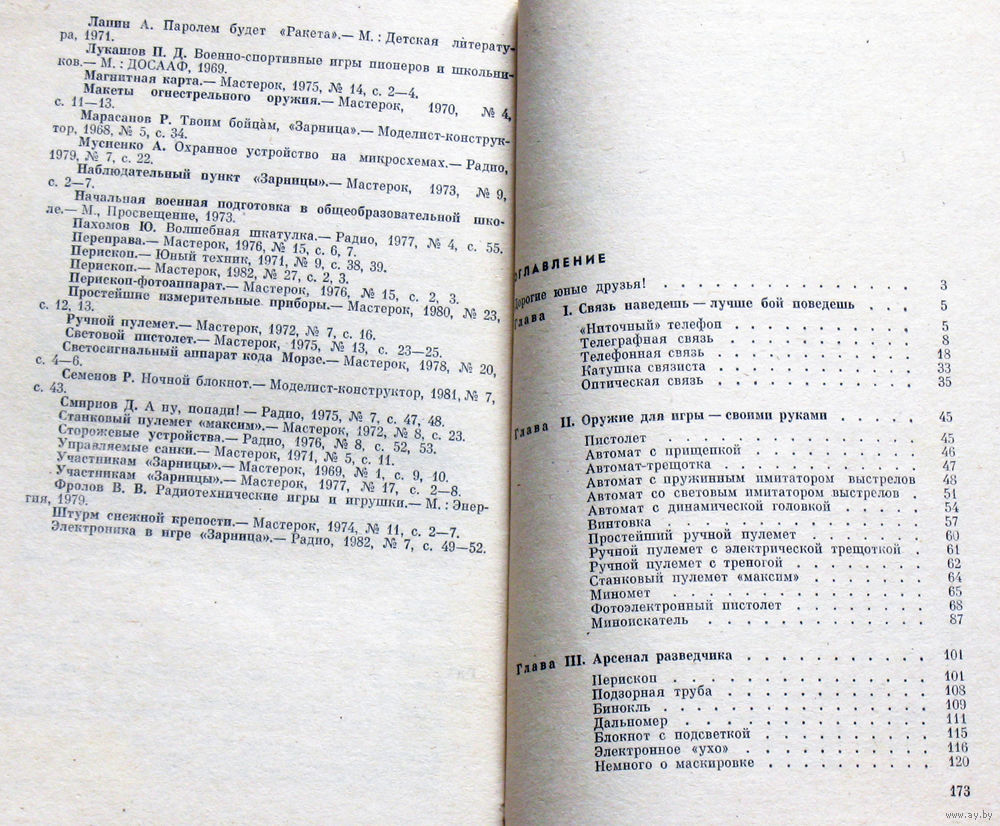 Лапин А. Паролем будет «Ракета».— М. : Детская литерату-
ра, 1971.
Лукашов П. Д. Военно-спортивные игры пионеров и школьни-
ков.— М. : ДОСААФ, 1969.
Магнитная карта.— Мастерок, 1975, № 14, с. 2—4.
Макеты огнестрельного оружия.— Мастерок, 1970, № 4,
с. 11—13.
Марасанов Р. Твоим бойцам, «Зарница».— Моделист-конструк-
тор, 1968, № 5, с. 34.
Мусиенко А. Охранное устройство на микросхемах.— Радио,
1979, № 7, с. 22.
Наблюдательный пункт «Зарницы».— Мастерок, 1973, № 9,
с. 2—7.
Начальная военная подготовка в общеобразовательной шко-
ле.— М., Просвещение, 1973.
Пахомов Ю. Волшебная шкатулка.— Радио, 1977, № 4, с. 55.
Переправа.— Мастерок, 1976, № 15, с. 6, 7.
Перископ.— Юный техник, 1971, № 9, с. 38, 39.
Перископ.— Мастерок, 1982, № 27, с. 2, 3.
Перископ-фотоаппарат.— Мастерок, 1976, № 15, с. 2, 3.
Простейшие измерительные приборы.— Мастерок, 1980, № 23,
с. 12, 13.
Ручной пулемет.— Мастерок, 1972, № 7, с. 16.
Световой пистолет.— Мастерок, 1975, № 13, с. 23—25.
Светосигнальный аппарат кода Морзе.— Мастерок, 1978, № 20,
с. 4—6.
Семенов Р. Ночной блокнот.— Моделист-конструктор, 1981, № 7,
с. 43.
Смирнов Д. А ну, попади! — Радио, 1975, № 7, с. 47, 48.
Станковый пулемет «максим».— Мастерок, 1972, № 8, с. 23.
Сторожевые устройства.— Радио, 1976, № 8, с. 52, 53.
Управляемые санки.— Мастерок, 1971, № 5, с. 11.
Участникам «Зарницы».— Мастерок, 1969, № 1, с. 9, 10.
Участникам «Зарницы».— Мастерок, 1977, № 17, с. 2—8.
Фролов В. В. Радиотехнические игры и игрушки.— М. : Энер-
гия, 1979.
Штурм снежной крепости.— Мастерок, 1974, № 11, с. 2—7.
Электроника в игре «Зарница».— Радио, 1982, № 7, с. 49—52.
ОГЛАВЛЕНИЕ
Дорогие юные друзья! . . . 3
Глава I. Связь наведешь — лучше бой поведешь . . . 5
«Ниточный» телефон . . . 5
Телеграфная связь . . . 8
Телефонная связь . . . 18
Катушка связиста . . . 33
Оптическая связь . . . 35
Глава II. Оружие для игры — своими руками . . . 45
Пистолет . . . 45
Автомат с прищепкой . . . 46
Автомат-трещотка . . . 47
Автомат с пружинным имитатором выстрелов 48
Автомат со световым имитатором выстрелов . 51
Автомат с динамической головкой . . . 54
Винтовка . . . 57
Простейший ручной пулемет . . . 60
Ручной пулемет с электрической трещоткой . 61
Ручной пулемет с треногой . . . 62
Станковый пулемет «максим» . . . 64
Миномет . . . 65
Фотоэлектронный пистолет . . . 68
Миноискатель . . . 87
Глава III. Арсенал разведчика . . . 101
Перископ . . . 101
Подзорная труба . . . 108
Бинокль . . . 109
Дальномер . . . 111
Блокнот с подсветкой . . . 115
Электронное «ухо» . . . 116
Немного о маскировке . . . 120
173
www.ay.by